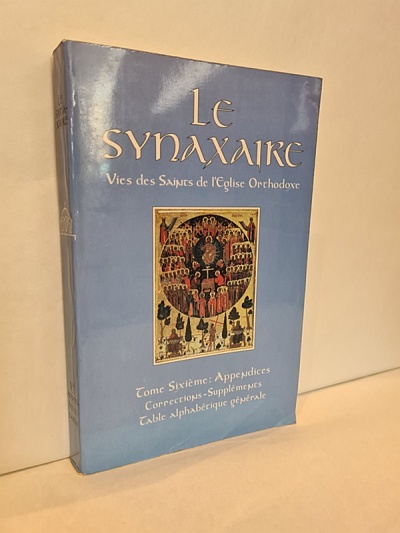 Le
Synaxaire
Vies des Saints de l'Eglise Orthodoxe
Tome Sixième: Appendices
Corrections-Suppléments
Table alphabétique générale